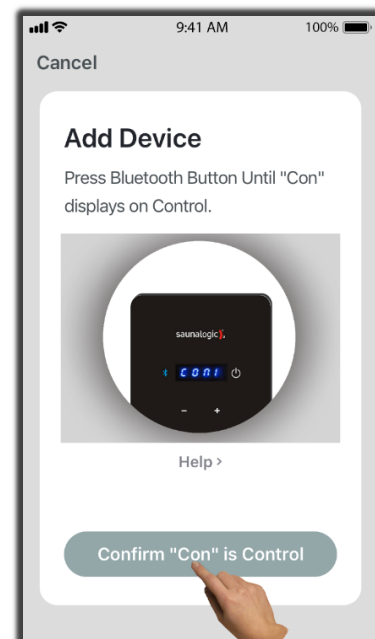 9:41 AM
100%
Cancel
Add Device
Press Bluetooth Button Until "Con"
displays on Control.
saunalogic
CON1
- +
Help >
Confirm "Con" is Control